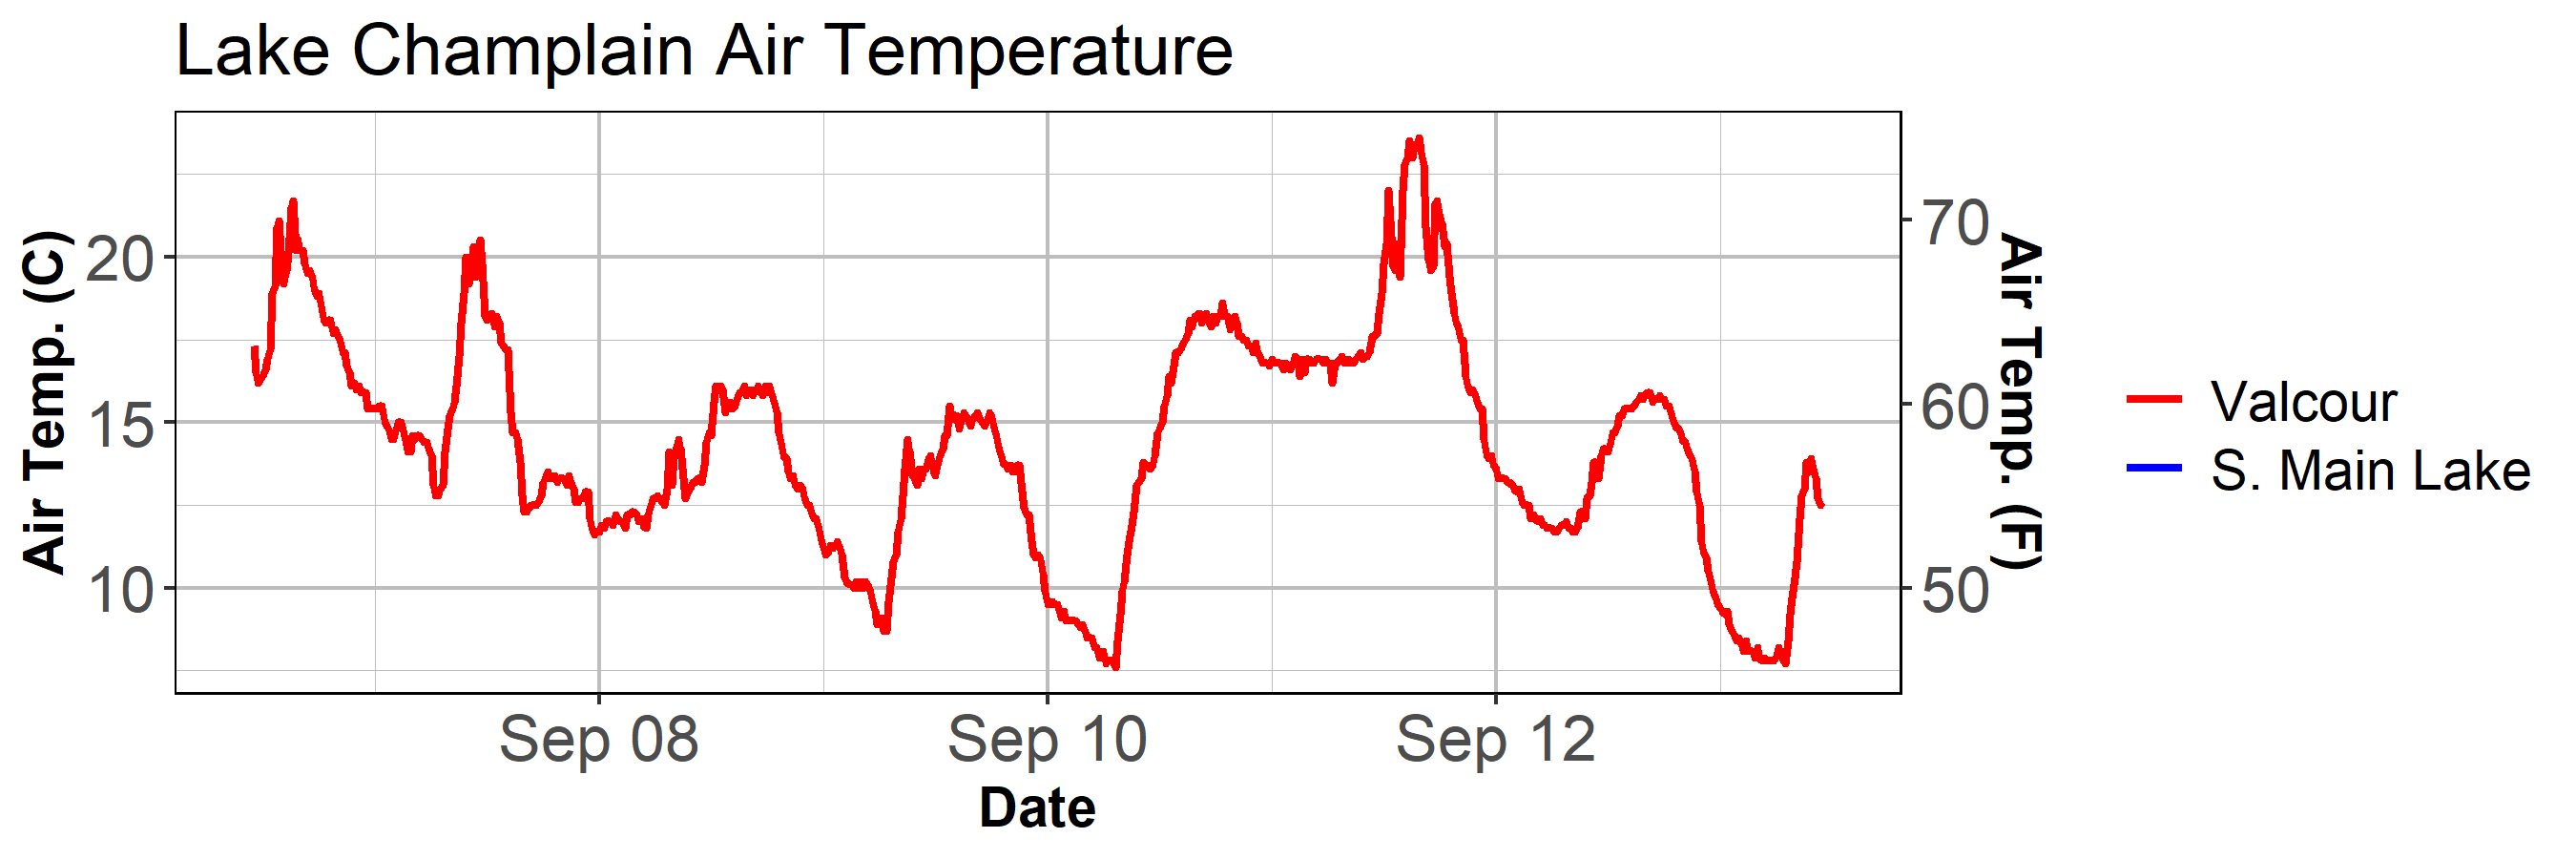 Lake Champlain Air Temperature
Air Temp. (C)
20
15
10
70
60
50
Air Temp. (F)
Sep 08
Sep 10
Sep 12
Date
Valcour
S. Main Lake